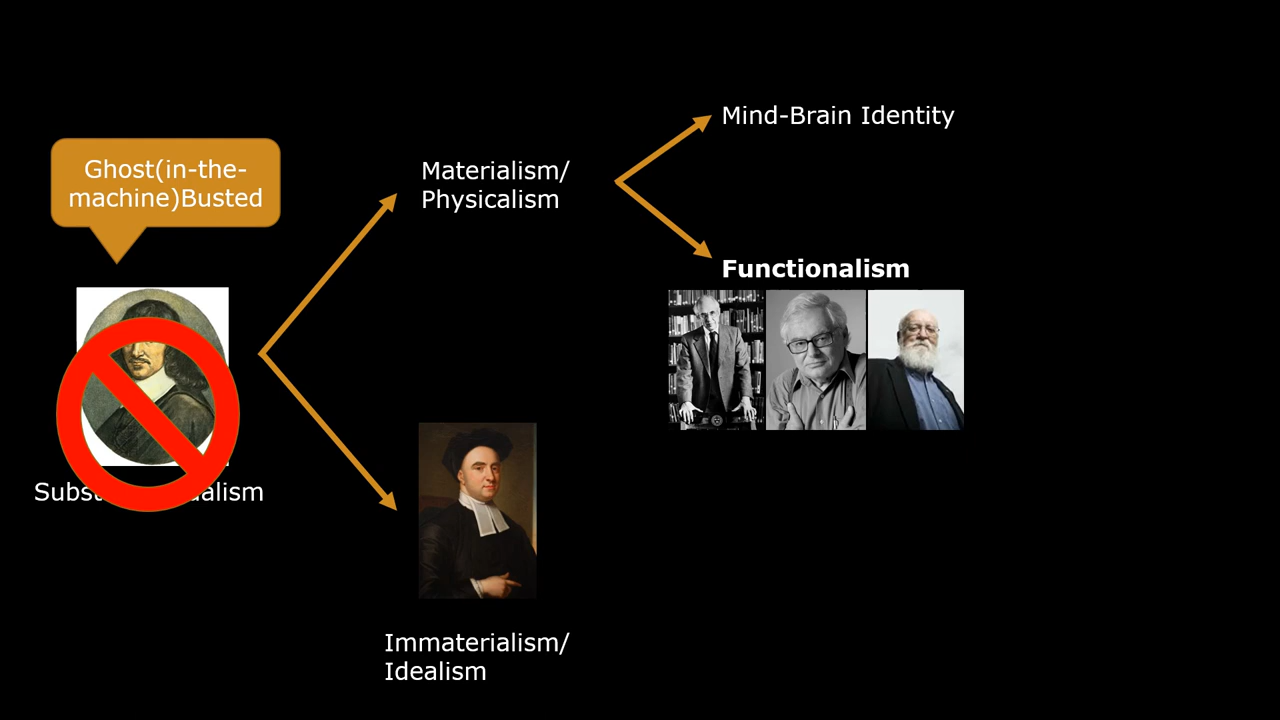 Mind-Brain Identity
Ghost(in-the-
machine)Busted
Materialism/
Physicalism
Functionalism
Immaterialism/
Idealism